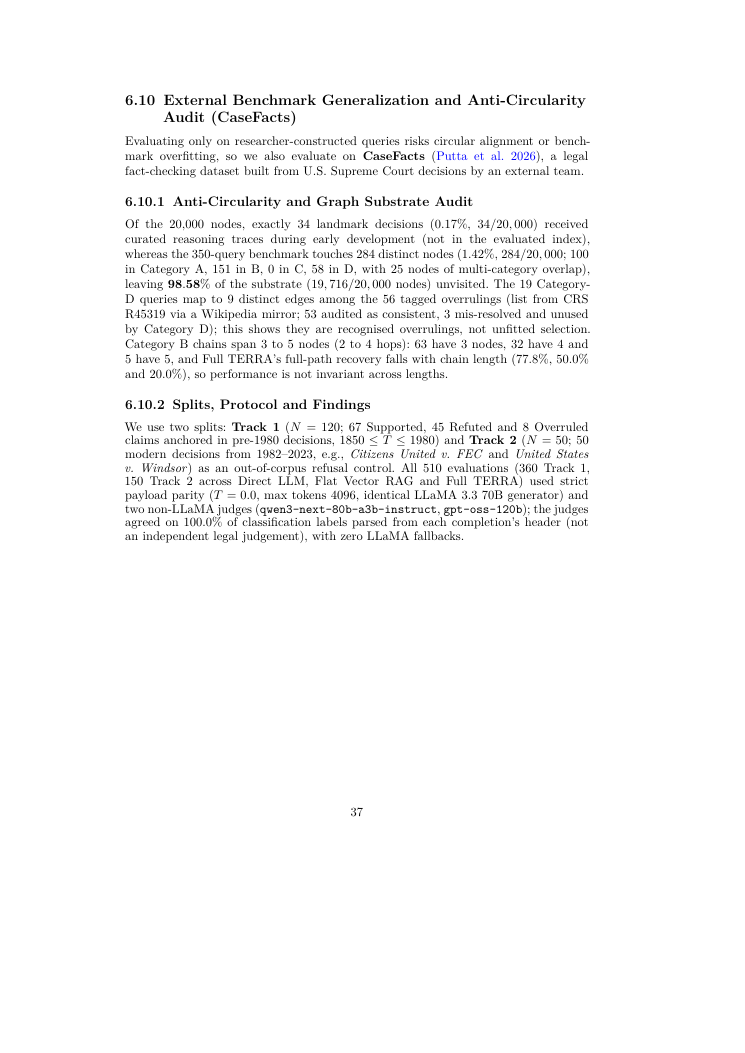 6.10 External Benchmark Generalization and Anti-Circularity
Audit (CaseFacts)
Evaluating only on researcher-constructed queries risks circular alignment or bench-
mark overfitting, so we also evaluate on CaseFacts (Putta et al. 2026), a legal
fact-checking dataset built from U.S. Supreme Court decisions by an external team.
6.10.1 Anti-Circularity and Graph Substrate Audit
Of the 20,000 nodes, exactly 34 landmark decisions (0.17%, 34/20,000) received
curated reasoning traces during early development (not in the evaluated index),
whereas the 350-query benchmark touches 284 distinct nodes (1.42%, 284/20,000; 100
in Category A, 151 in B, 0 in C, 58 in D, with 25 nodes of multi-category overlap),
leaving 98.58% of the substrate (19,716/20,000 nodes) unvisited. The 19 Category-
D queries map to 9 distinct edges among the 56 tagged overrulings (list from CRS
R45319 via a Wikipedia mirror; 53 audited as consistent, 3 mis-resolved and unused
by Category D); this shows they are recognised overrulings, not unfitted selection.
Category B chains span 3 to 5 nodes (2 to 4 hops): 63 have 3 nodes, 32 have 4 and
5 have 5, and Full TERRA's full-path recovery falls with chain length (77.8%, 50.0%
and 20.0%), so performance is not invariant across lengths.
6.10.2 Splits, Protocol and Findings
We use two splits: Track 1 (N = 120; 67 Supported, 45 Refuted and 8 Overruled
claims anchored in pre-1980 decisions, 1850 ≤ T ≤ 1980) and Track 2 (N = 50; 50
modern decisions from 1982–2023, e.g., Citizens United v. FEC and United States
v. Windsor) as an out-of-corpus refusal control. All 510 evaluations (360 Track 1,
150 Track 2 across Direct LLM, Flat Vector RAG and Full TERRA) used strict
payload parity (T = 0.0, max tokens 4096, identical LLaMA 3.3 70B generator) and
two non-LLaMA judges (qwen3-next-80b-a3b-instruct, gpt-oss-120b); the judges
agreed on 100.0% of classification labels parsed from each completion's header (not
an independent legal judgement), with zero LLaMA fallbacks.
37